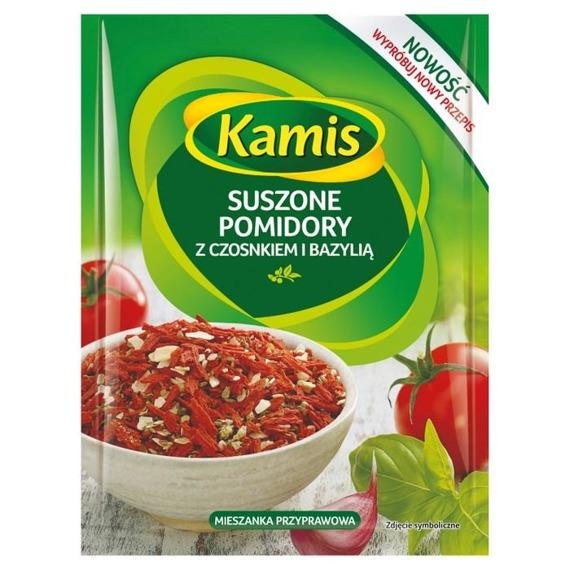 NOWOŚĆ
WYPRÓBUJ NOWY PRZEPIS
Kamis
SUSZONE
POMIDORY
Z CZOSNKIEM I BAZYLIĄ
MIESZANKA PRZYPRAWOWA
Zdjęcie symboliczne